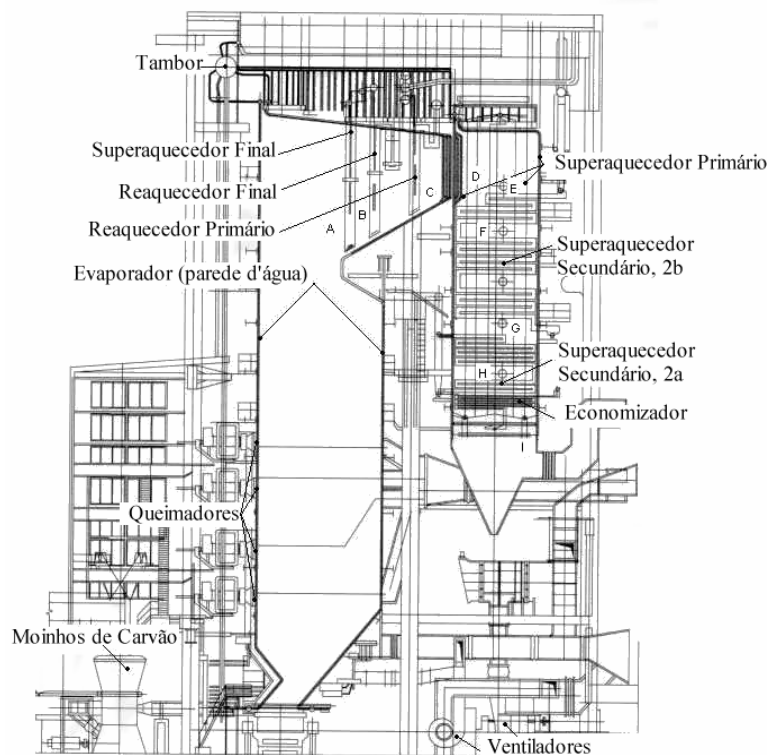 Tambor
Superaquecedor Final
Reaquecedor Final
Reaquecedor Primário
Evaporador (parede d'água)
A
B
C
D
E
Superaquecedor Primário
F
Superaquecedor
Secundário, 2b
G
Superaquecedor
Secundário, 2a
H
Economizador
I
Queimadores
Moinhos de Carvão
Ventiladores